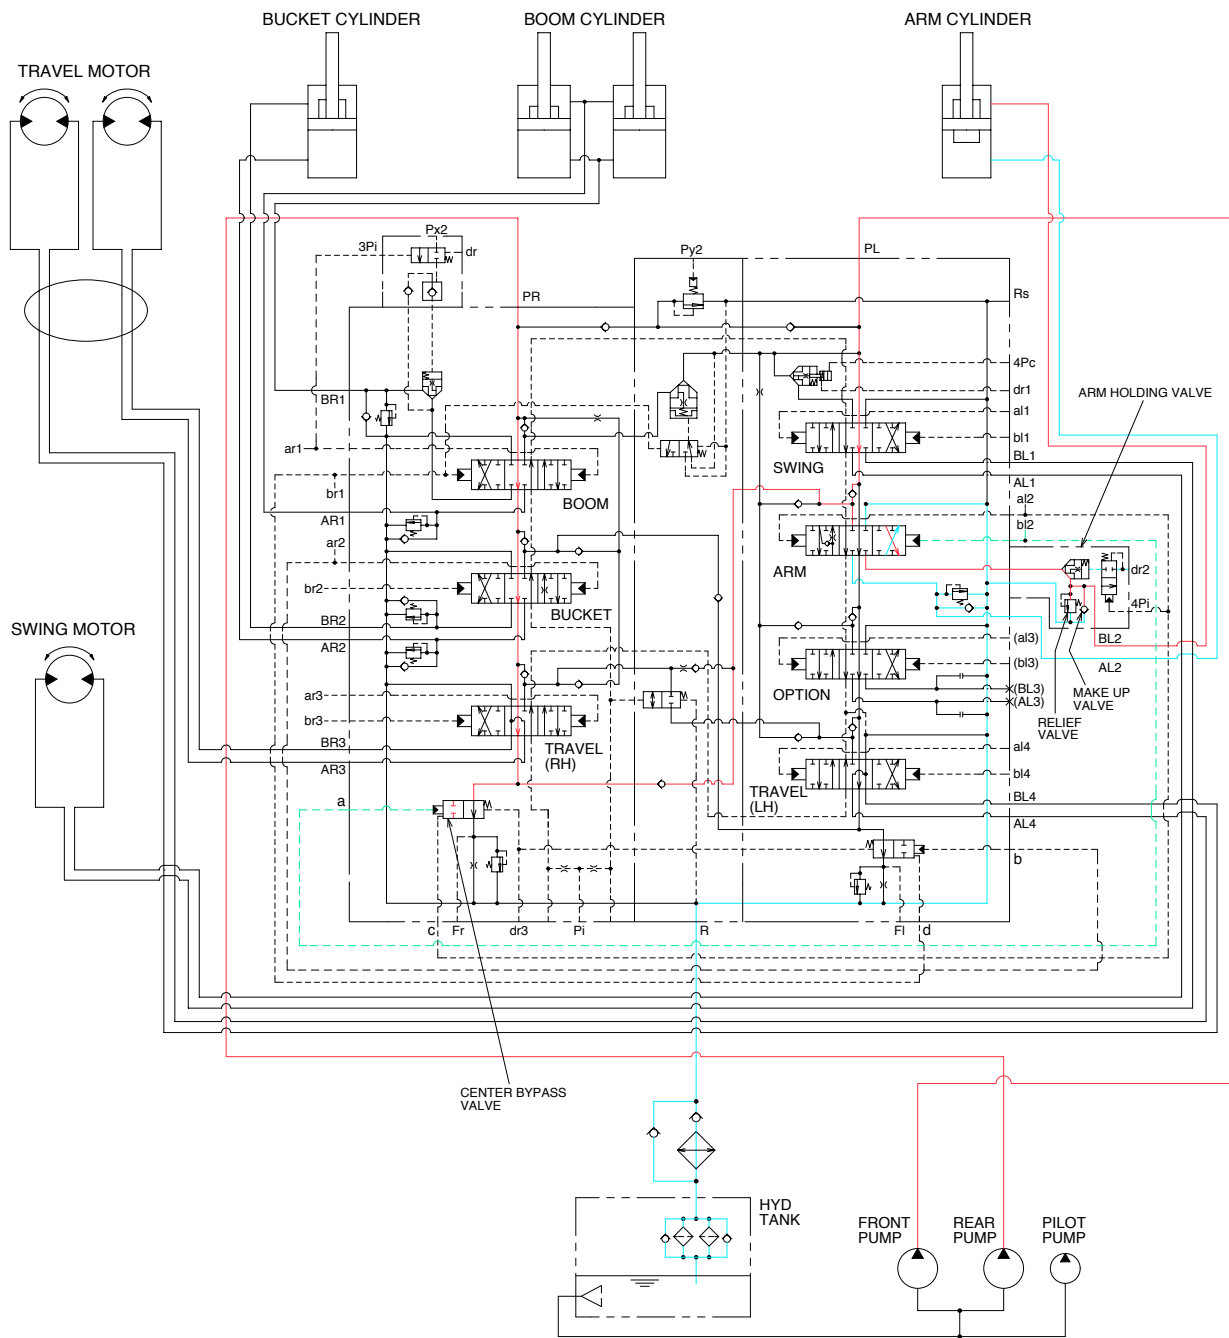 BUCKET CYLINDER
BOOM CYLINDER
ARM CYLINDER
TRAVEL MOTOR
Px2
3Pi
dr
Py2
PL
PR
Rs
4Pc
dr1
ARM HOLDING VALVE
BR1
al1
ar1
bl1
SWING
BL1
br1
BOOM
AL1
al2
AR1
bl2
ar2
ARM
dr2
br2
4Pi
BUCKET
BR2
SWING MOTOR
(al3)
BL2
AR2
(bl3)
AL2
OPTION
(BL3)
MAKE UP
VALVE
ar3
(AL3)
RELIEF
VALVE
br3
BR3
TRAVEL
(RH)
al4
AR3
bl4
TRAVEL
(LH)
BL4
a
AL4
b
c
Fr
dr3
Pi
R
Fl
d
CENTER BYPASS
VALVE
HYD
TANK
FRONT
PUMP
REAR
PUMP
PILOT
PUMP